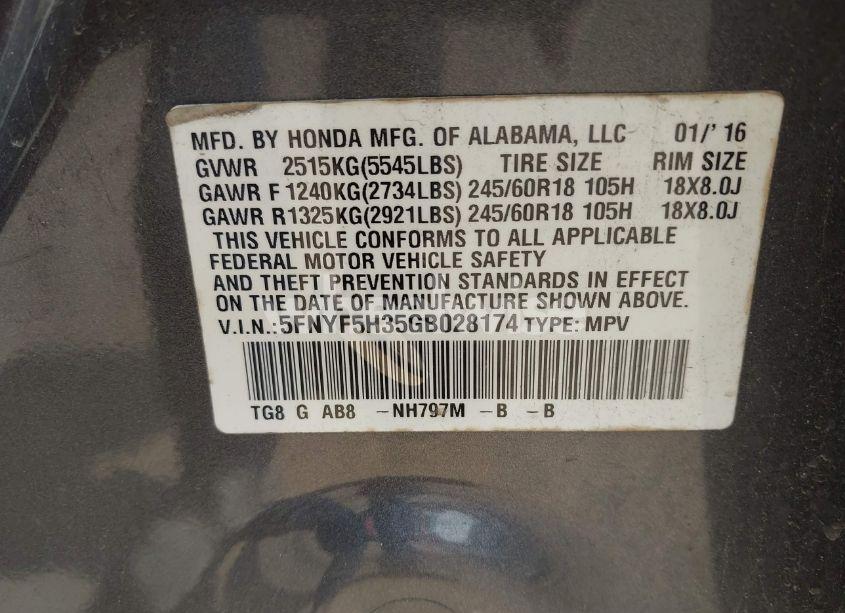 MFD. BY HONDA MFG. OF ALABAMA, LLC 01/' 16
GVWR 2515KG(5545LBS) TIRE SIZE RIM SIZE
GAWR F 1240KG(2734LBS) 245/60R18 105H 18X8.0J
GAWR R1325KG(2921LBS) 245/60R18 105H 18X8.0J
THIS VEHICLE CONFORMS TO ALL APPLICABLE
FEDERAL MOTOR VEHICLE SAFETY
AND THEFT PREVENTION STANDARDS IN EFFECT
ON THE DATE OF MANUFACTURE SHOWN ABOVE.
V.I.N.:5FNYF5H35GB028174 TYPE: MPV
TG8 G AB8 -NH797M -B -B